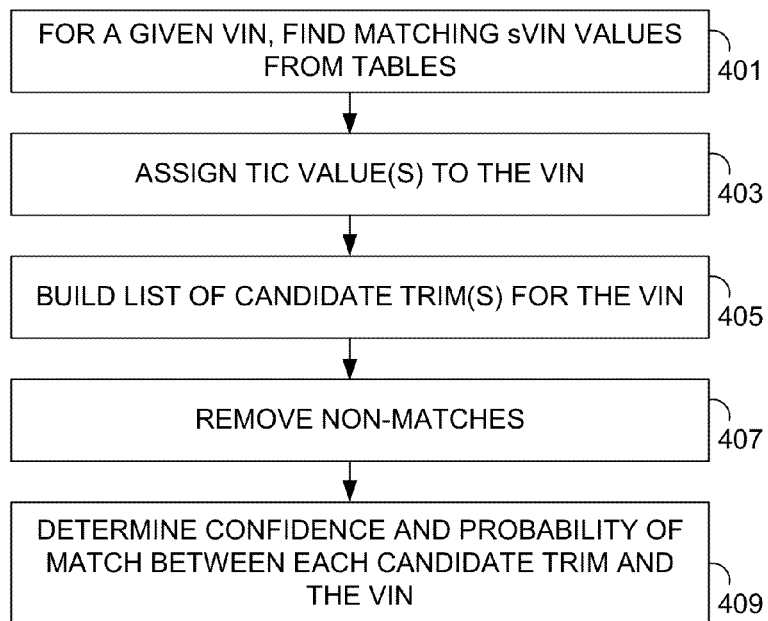 FOR A GIVEN VIN, FIND MATCHING sVIN VALUES
FROM TABLES
401
ASSIGN TIC VALUE(S) TO THE VIN
403
BUILD LIST OF CANDIDATE TRIM(S) FOR THE VIN
405
REMOVE NON-MATCHES
407
DETERMINE CONFIDENCE AND PROBABILITY OF
MATCH BETWEEN EACH CANDIDATE TRIM AND
THE VIN
409